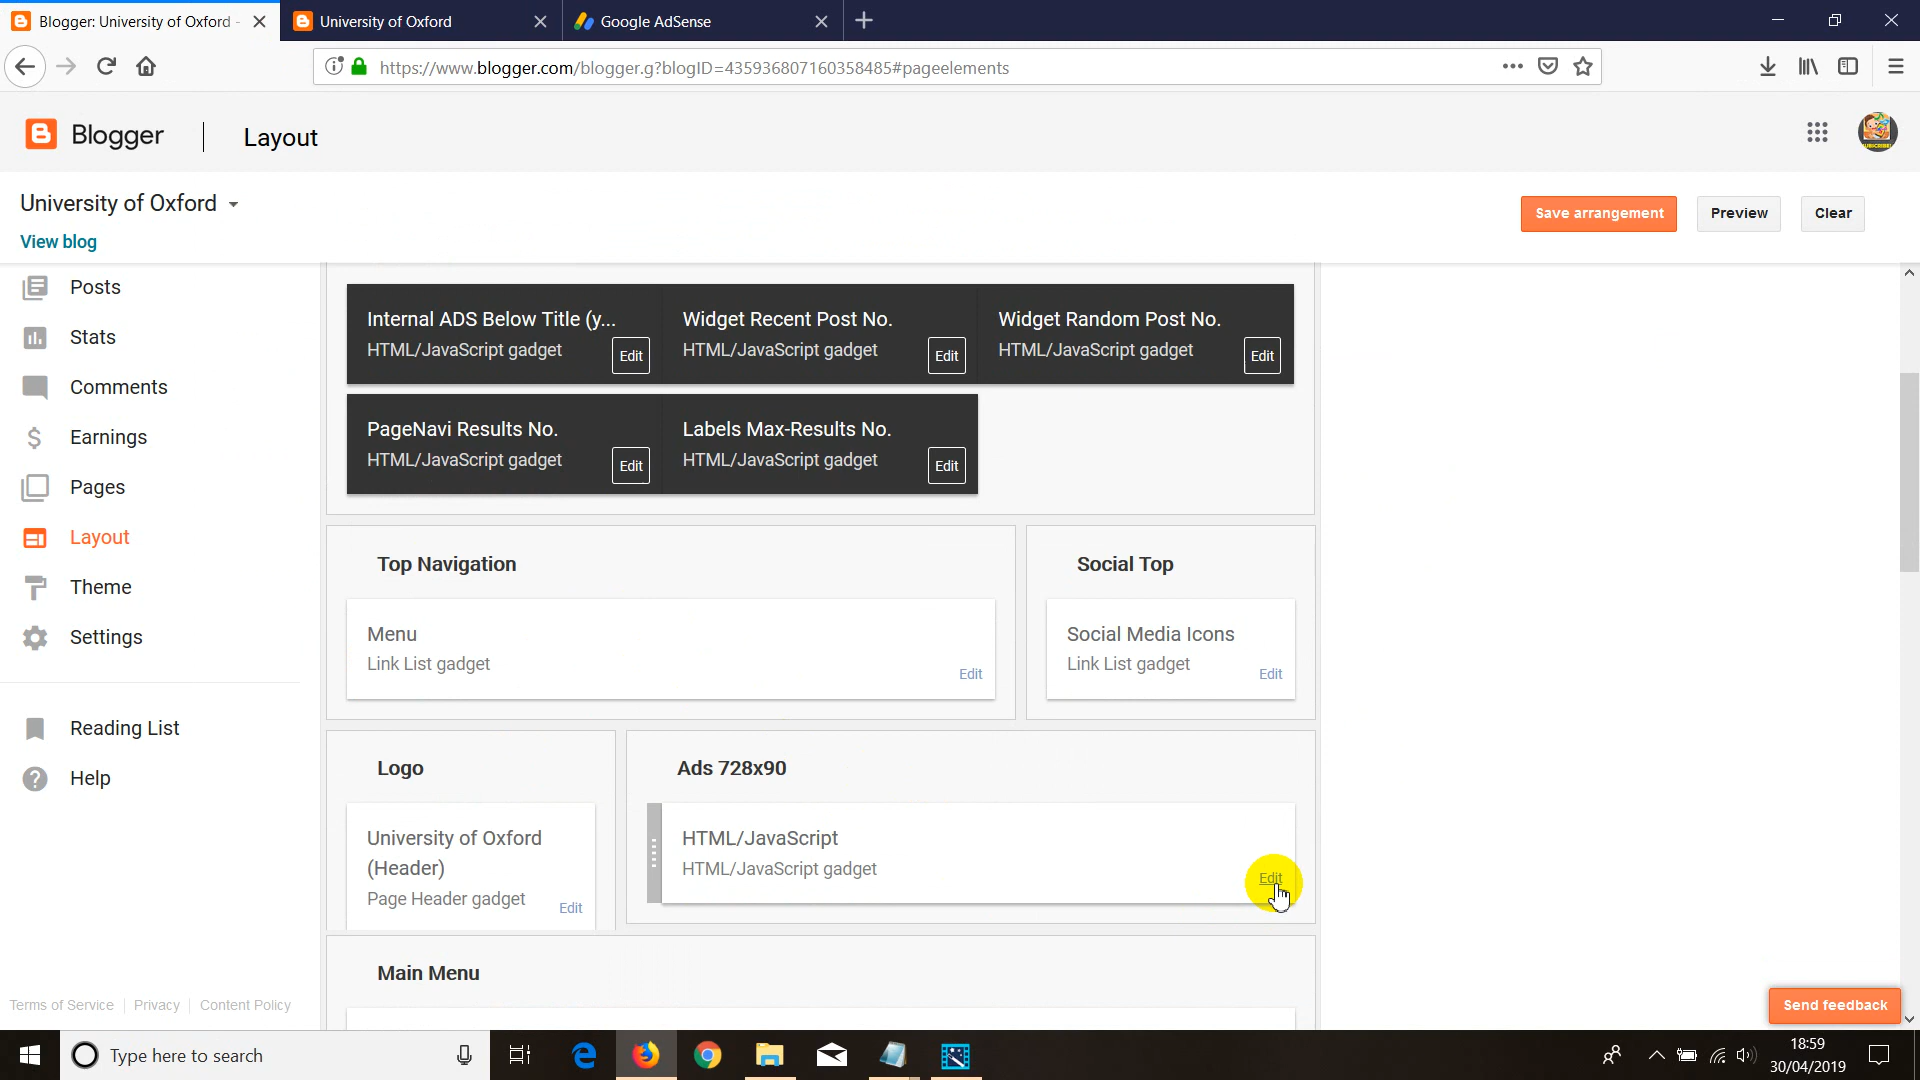 Blogger: University of Oxford -
University of Oxford
Google AdSense
https://www.blogger.com/blogger.g?blogID=435936807160358485#pageelements
Blogger
Layout
University of Oxford
View blog
Save arrangement
Preview
Clear
Posts
Stats
Comments
Earnings
Pages
Layout
Theme
Settings
Reading List
Help
Terms of Service
Privacy
Content Policy
Internal ADS Below Title (y...
HTML/JavaScript gadget
Edit
Widget Recent Post No.
HTML/JavaScript gadget
Edit
Widget Random Post No.
HTML/JavaScript gadget
Edit
PageNavi Results No.
HTML/JavaScript gadget
Edit
Labels Max-Results No.
HTML/JavaScript gadget
Edit
Top Navigation
Menu
Link List gadget
Edit
Social Top
Social Media Icons
Link List gadget
Edit
Logo
University of Oxford
(Header)
Page Header gadget
Edit
Ads 728x90
HTML/JavaScript
HTML/JavaScript gadget
Edit
Main Menu
Send feedback
Type here to search
18:59
30/04/2019